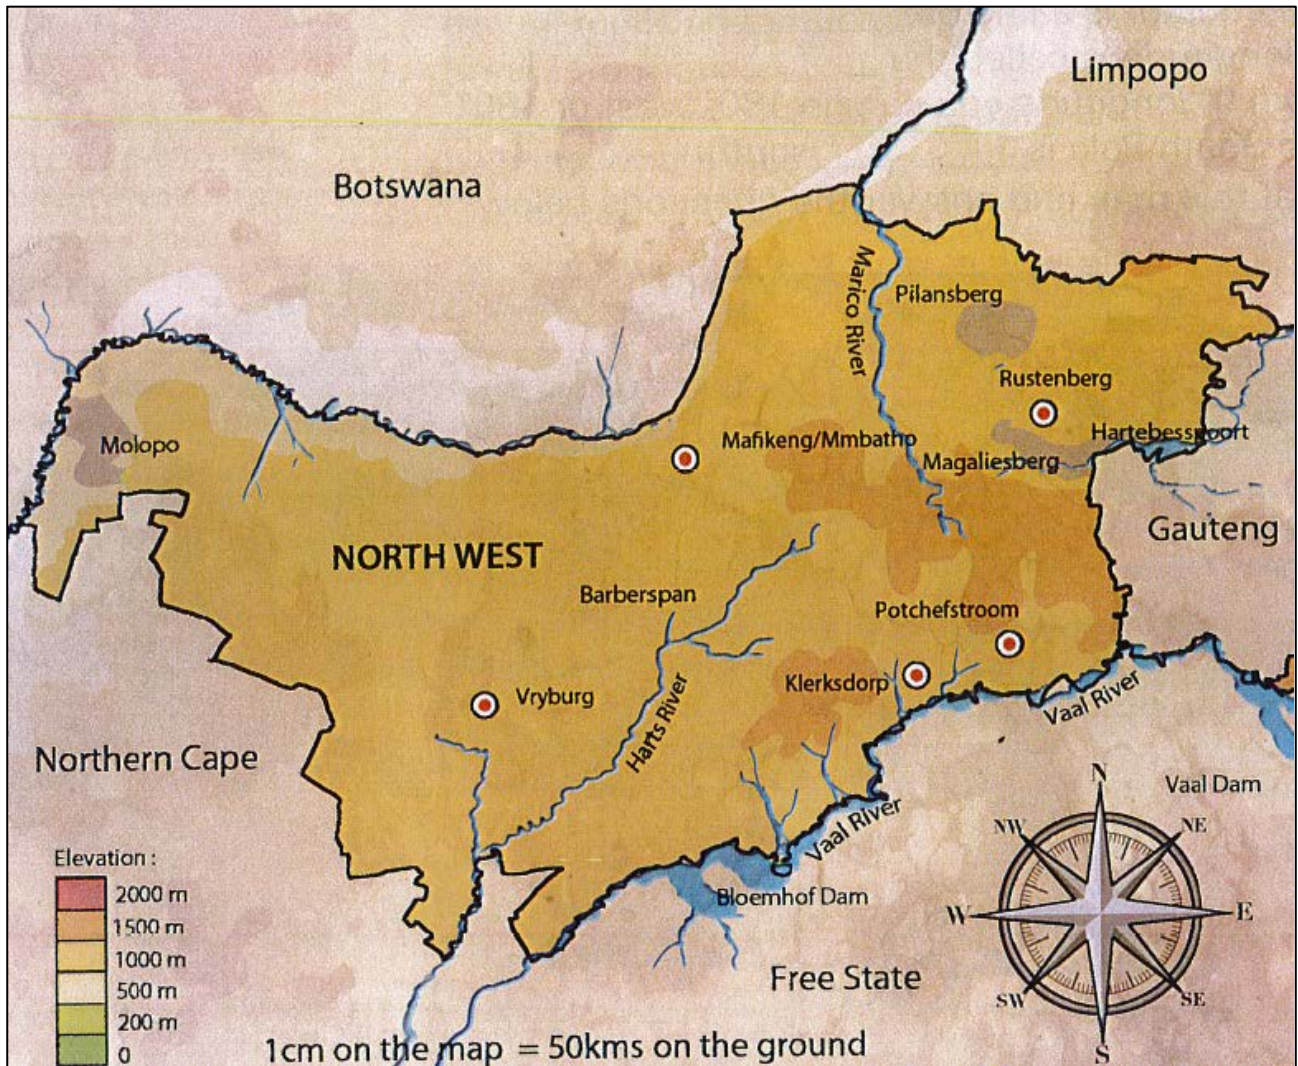 Limpopo
Botswana
Marico River
Pilansberg
Rustenberg
Mafikeng/Mmbatho
Hartebesspoort
Molopo
Magaliesberg
Gauteng
NORTH WEST
Barberspan
Potchefstroom
Klerksdorp
Vryburg
Harts River
Vaal River
Northern Cape
N
Vaal Dam
NW
NE
Vaal River
Elevation :
2000 m
Bloemhof Dam
W
E
1500 m
1000 m
Free State
500 m
SW
SE
200 m
1cm on the map = 50kms on the ground
0
S